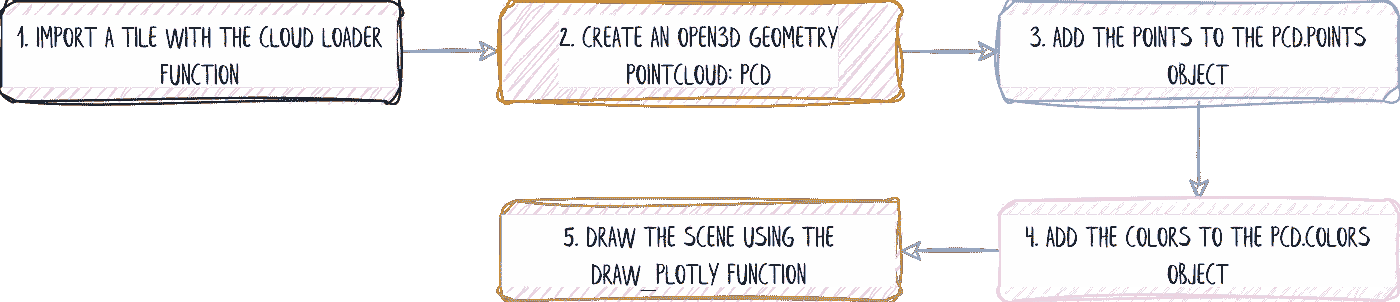 1. IMPORT A TILE WITH THE CLOUD LOADER
FUNCTION
2. CREATE AN OPEN3D GEOMETRY
POINTCLOUD: PCD
3. ADD THE POINTS TO THE PCD.POINTS
OBJECT
4. ADD THE COLORS TO THE PCD.COLORS
OBJECT
5. DRAW THE SCENE USING THE
DRAW_PLOTLY FUNCTION